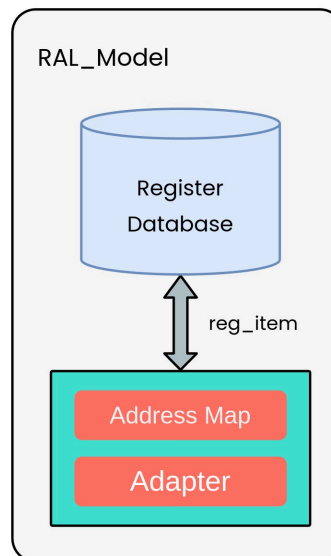 RAL_Model
Register
Database
reg_item
Address Map
Adapter